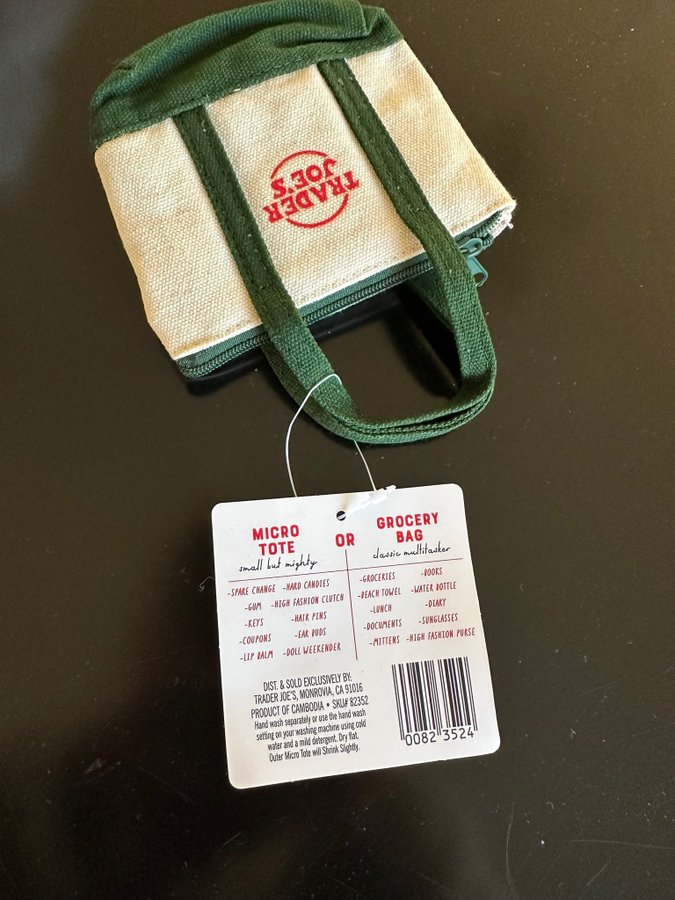 TRADER
JOE'S
MICRO
TOTE
small but mighty
OR
GROCERY
BAG
classic multitasker
-SPARE CHANGE -HARD CANDIES
-GUM -HIGH FASHION CLUTCH
-KEYS -HAIR PINS
-COUPONS -EAR BUDS
-LIP BALM -DOLL WEEKENDER
-GROCERIES -BOOKS
-BEACH TOWEL -WATER BOTTLE
-LUNCH -DIARY
-DOCUMENTS -SUNGLASSES
-MITTENS -HIGH FASHION PURSE
DIST. & SOLD EXCLUSIVELY BY:
TRADER JOE'S, MONROVIA, CA 91016
PRODUCT OF CAMBODIA • SKU# 82352
Hand wash separately or use the hand wash
setting on your washing machine using cold
water and a mild detergent. Dry flat.
Outer Micro Tote will Shrink Slightly.
0082 3524